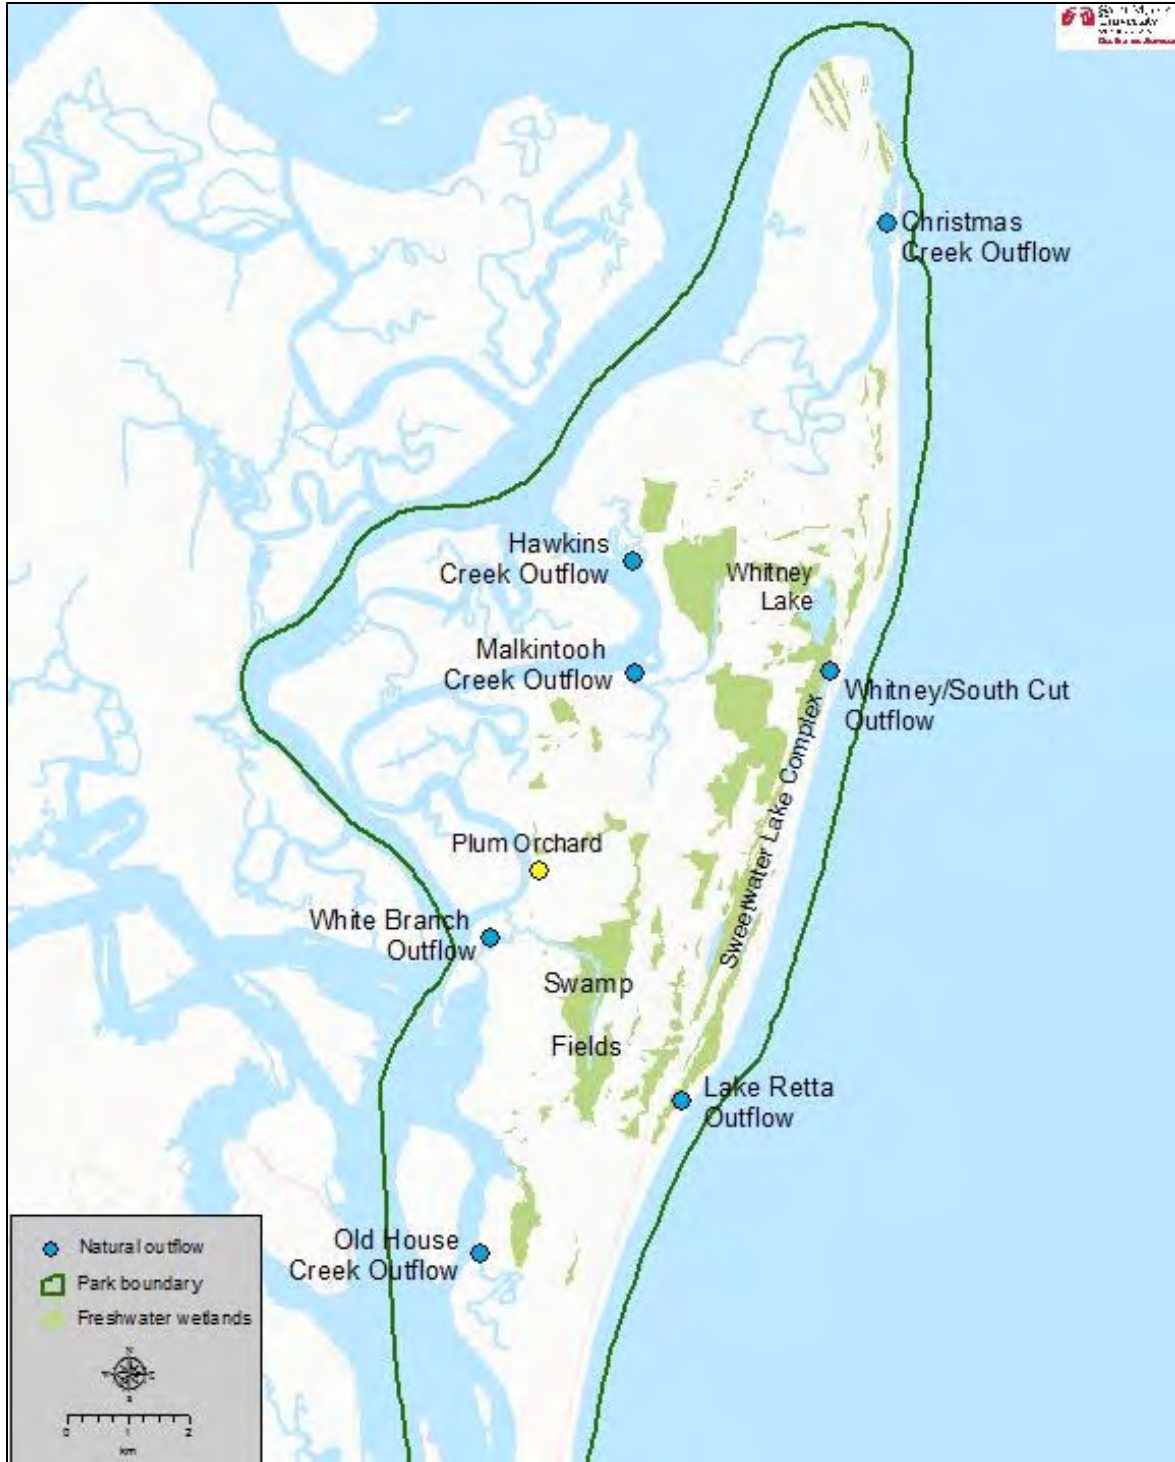 University
Christmas
Creek Outflow
Hawkins
Creek Outflow
Whitney
Lake
Malkintooh
Creek Outflow
Whitney/South Cut
Outflow
Sweetwater Lake Complex
Plum Orchard
White Branch
Outflow
Swamp
Fields
Lake Retta
Outflow
Old House
Creek Outflow
Natural outflow
Park boundary
Freshwater wetlands
N
S
0 1 2
km